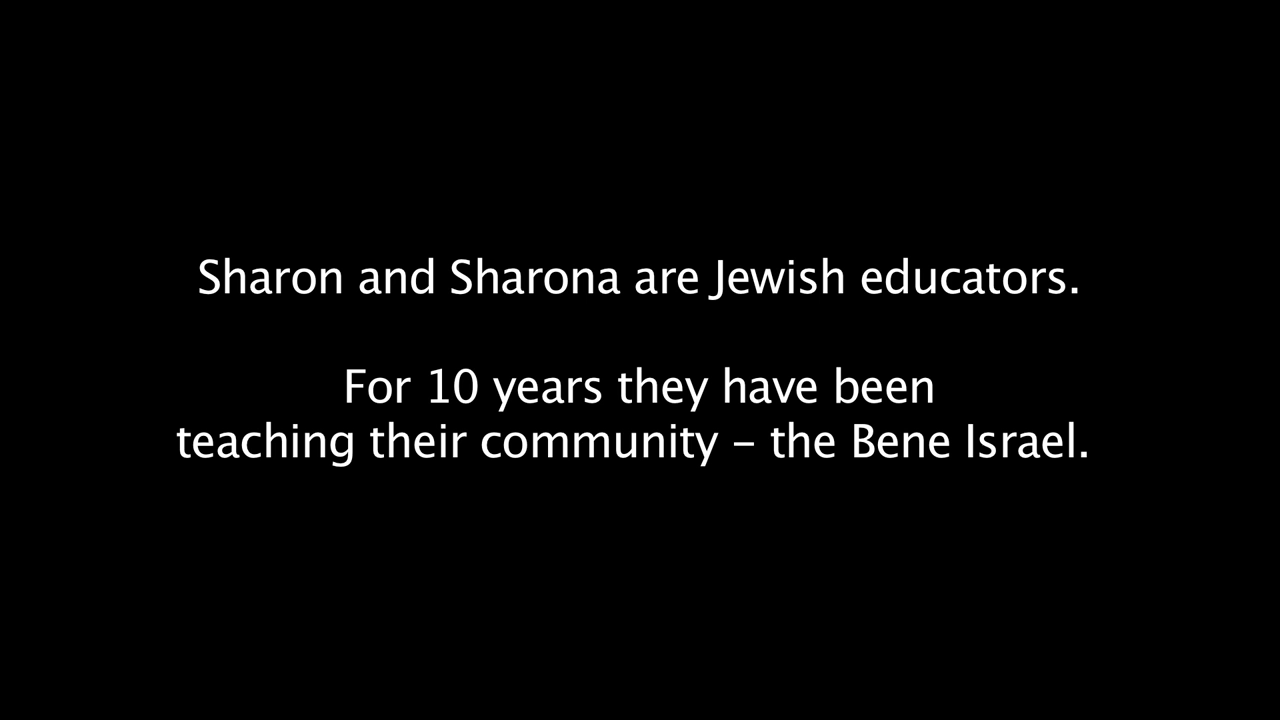 Sharon and Sharona are Jewish educators.
For 10 years they have been
teaching their community – the Bene Israel.